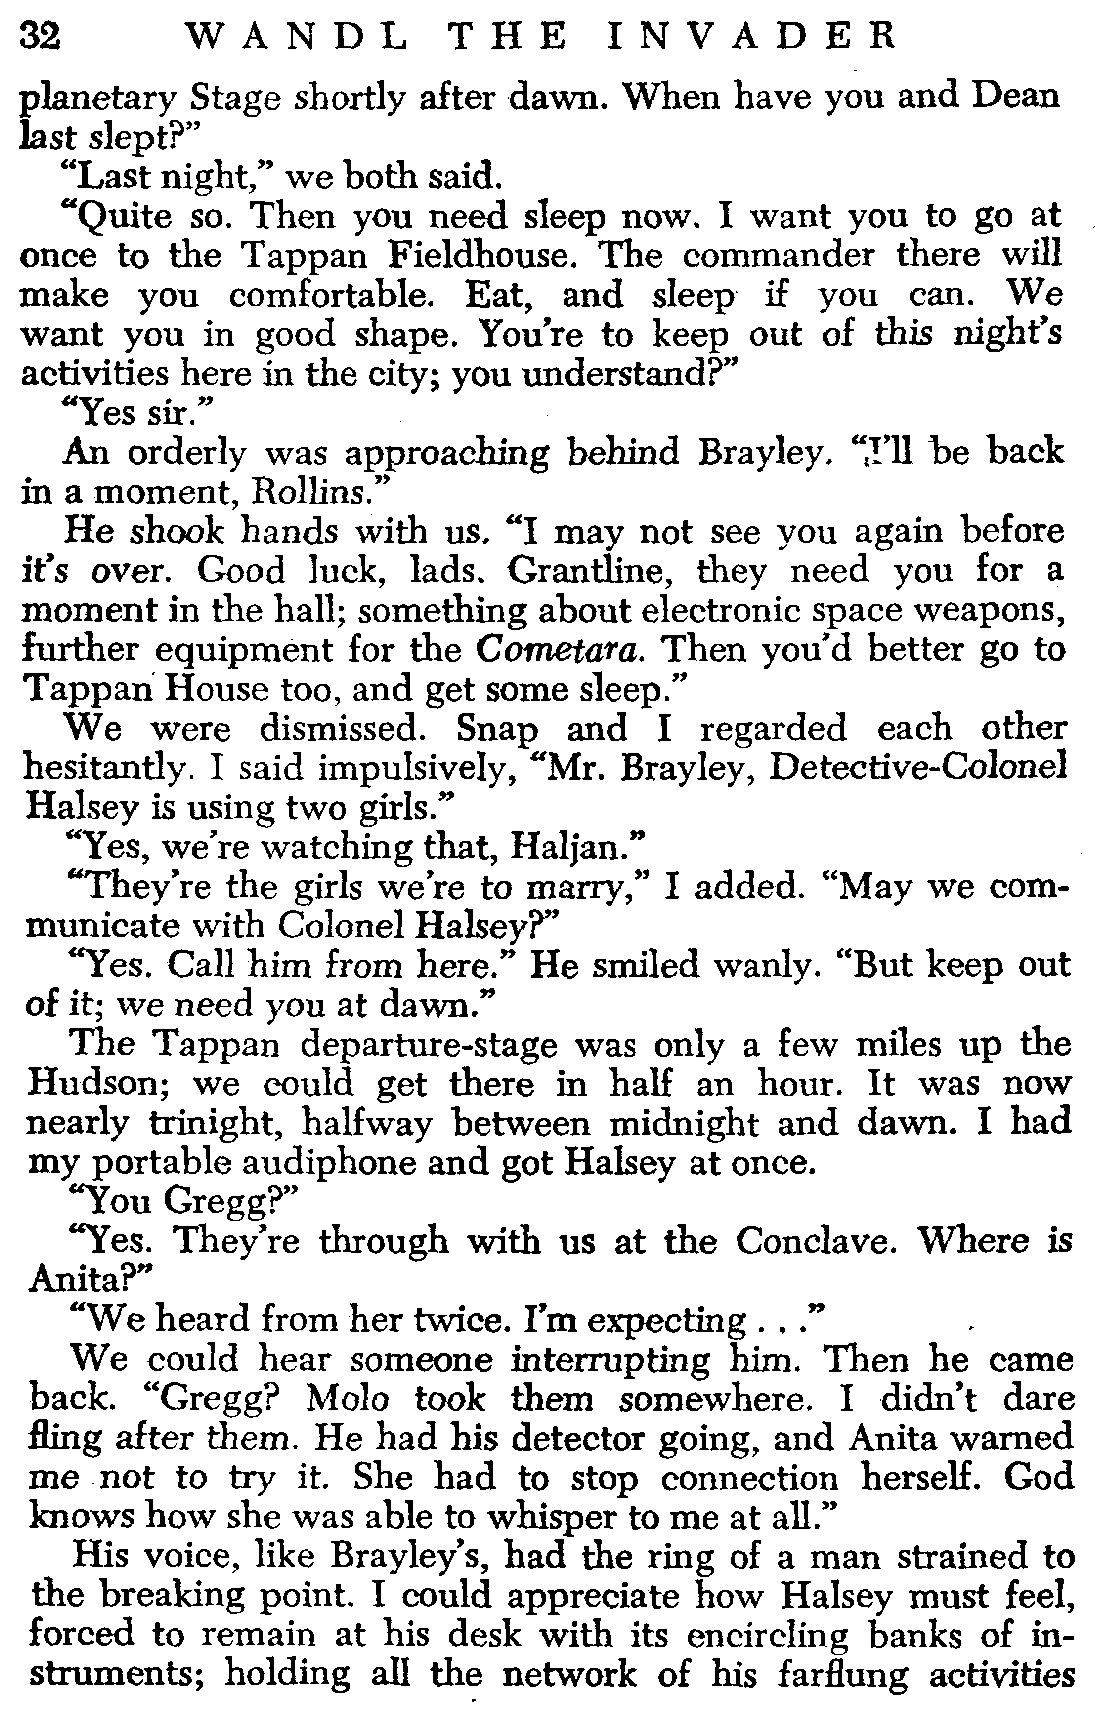 32 WANDL THE INVADER
planetary Stage shortly after dawn. When have you and Dean
last slept?”
“Last night,” we both said.
“Quite so. Then you need sleep now. I want you to go at
once to the Tappan Fieldhouse. The commander there will
make you comfortable. Eat, and sleep if you can. We
want you in good shape. You’re to keep out of this night’s
activities here in the city; you understand?”
“Yes sir.”
An orderly was approaching behind Brayley. “I’ll be back
in a moment, Rollins.”
He shook hands with us. “I may not see you again before
it’s over. Good luck, lads. Grantline, they need you for a
moment in the hall; something about electronic space weapons,
further equipment for the Cometara. Then you’d better go to
Tappan House too, and get some sleep.”
We were dismissed. Snap and I regarded each other
hesitantly. I said impulsively, “Mr. Brayley, Detective-Colonel
Halsey is using two girls.”
“Yes, we’re watching that, Haljan.”
“They’re the girls we’re to marry,” I added. “May we com-
municate with Colonel Halsey?”
“Yes. Call him from here.” He smiled wanly. “But keep out
of it; we need you at dawn.”
The Tappan departure-stage was only a few miles up the
Hudson; we could get there in half an hour. It was now
nearly trinight, halfway between midnight and dawn. I had
my portable audiphone and got Halsey at once.
“You Gregg?”
“Yes. They’re through with us at the Conclave. Where is
Anita?”
“We heard from her twice. I’m expecting . . .”
We could hear someone interrupting him. Then he came
back. “Gregg? Molo took them somewhere. I didn’t dare
fling after them. He had his detector going, and Anita warned
me not to try it. She had to stop connection herself. God
knows how she was able to whisper to me at all.”
His voice, like Brayley’s, had the ring of a man strained to
the breaking point. I could appreciate how Halsey must feel,
forced to remain at his desk with its encircling banks of in-
struments; holding all the network of his farflung activities